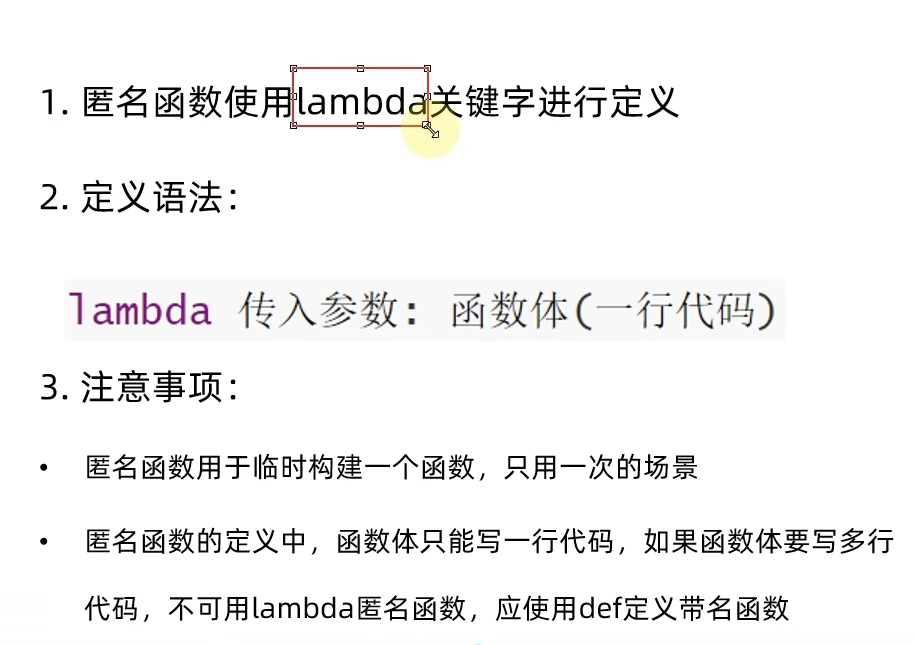 1. 匿名函数使用lambda关键字进行定义
2. 定义语法：
lambda 传入参数: 函数体(一行代码)
3. 注意事项：
• 匿名函数用于临时构建一个函数，只用一次的场景
• 匿名函数的定义中，函数体只能写一行代码，如果函数体要写多行
代码，不可用lambda匿名函数，应使用def定义带名函数